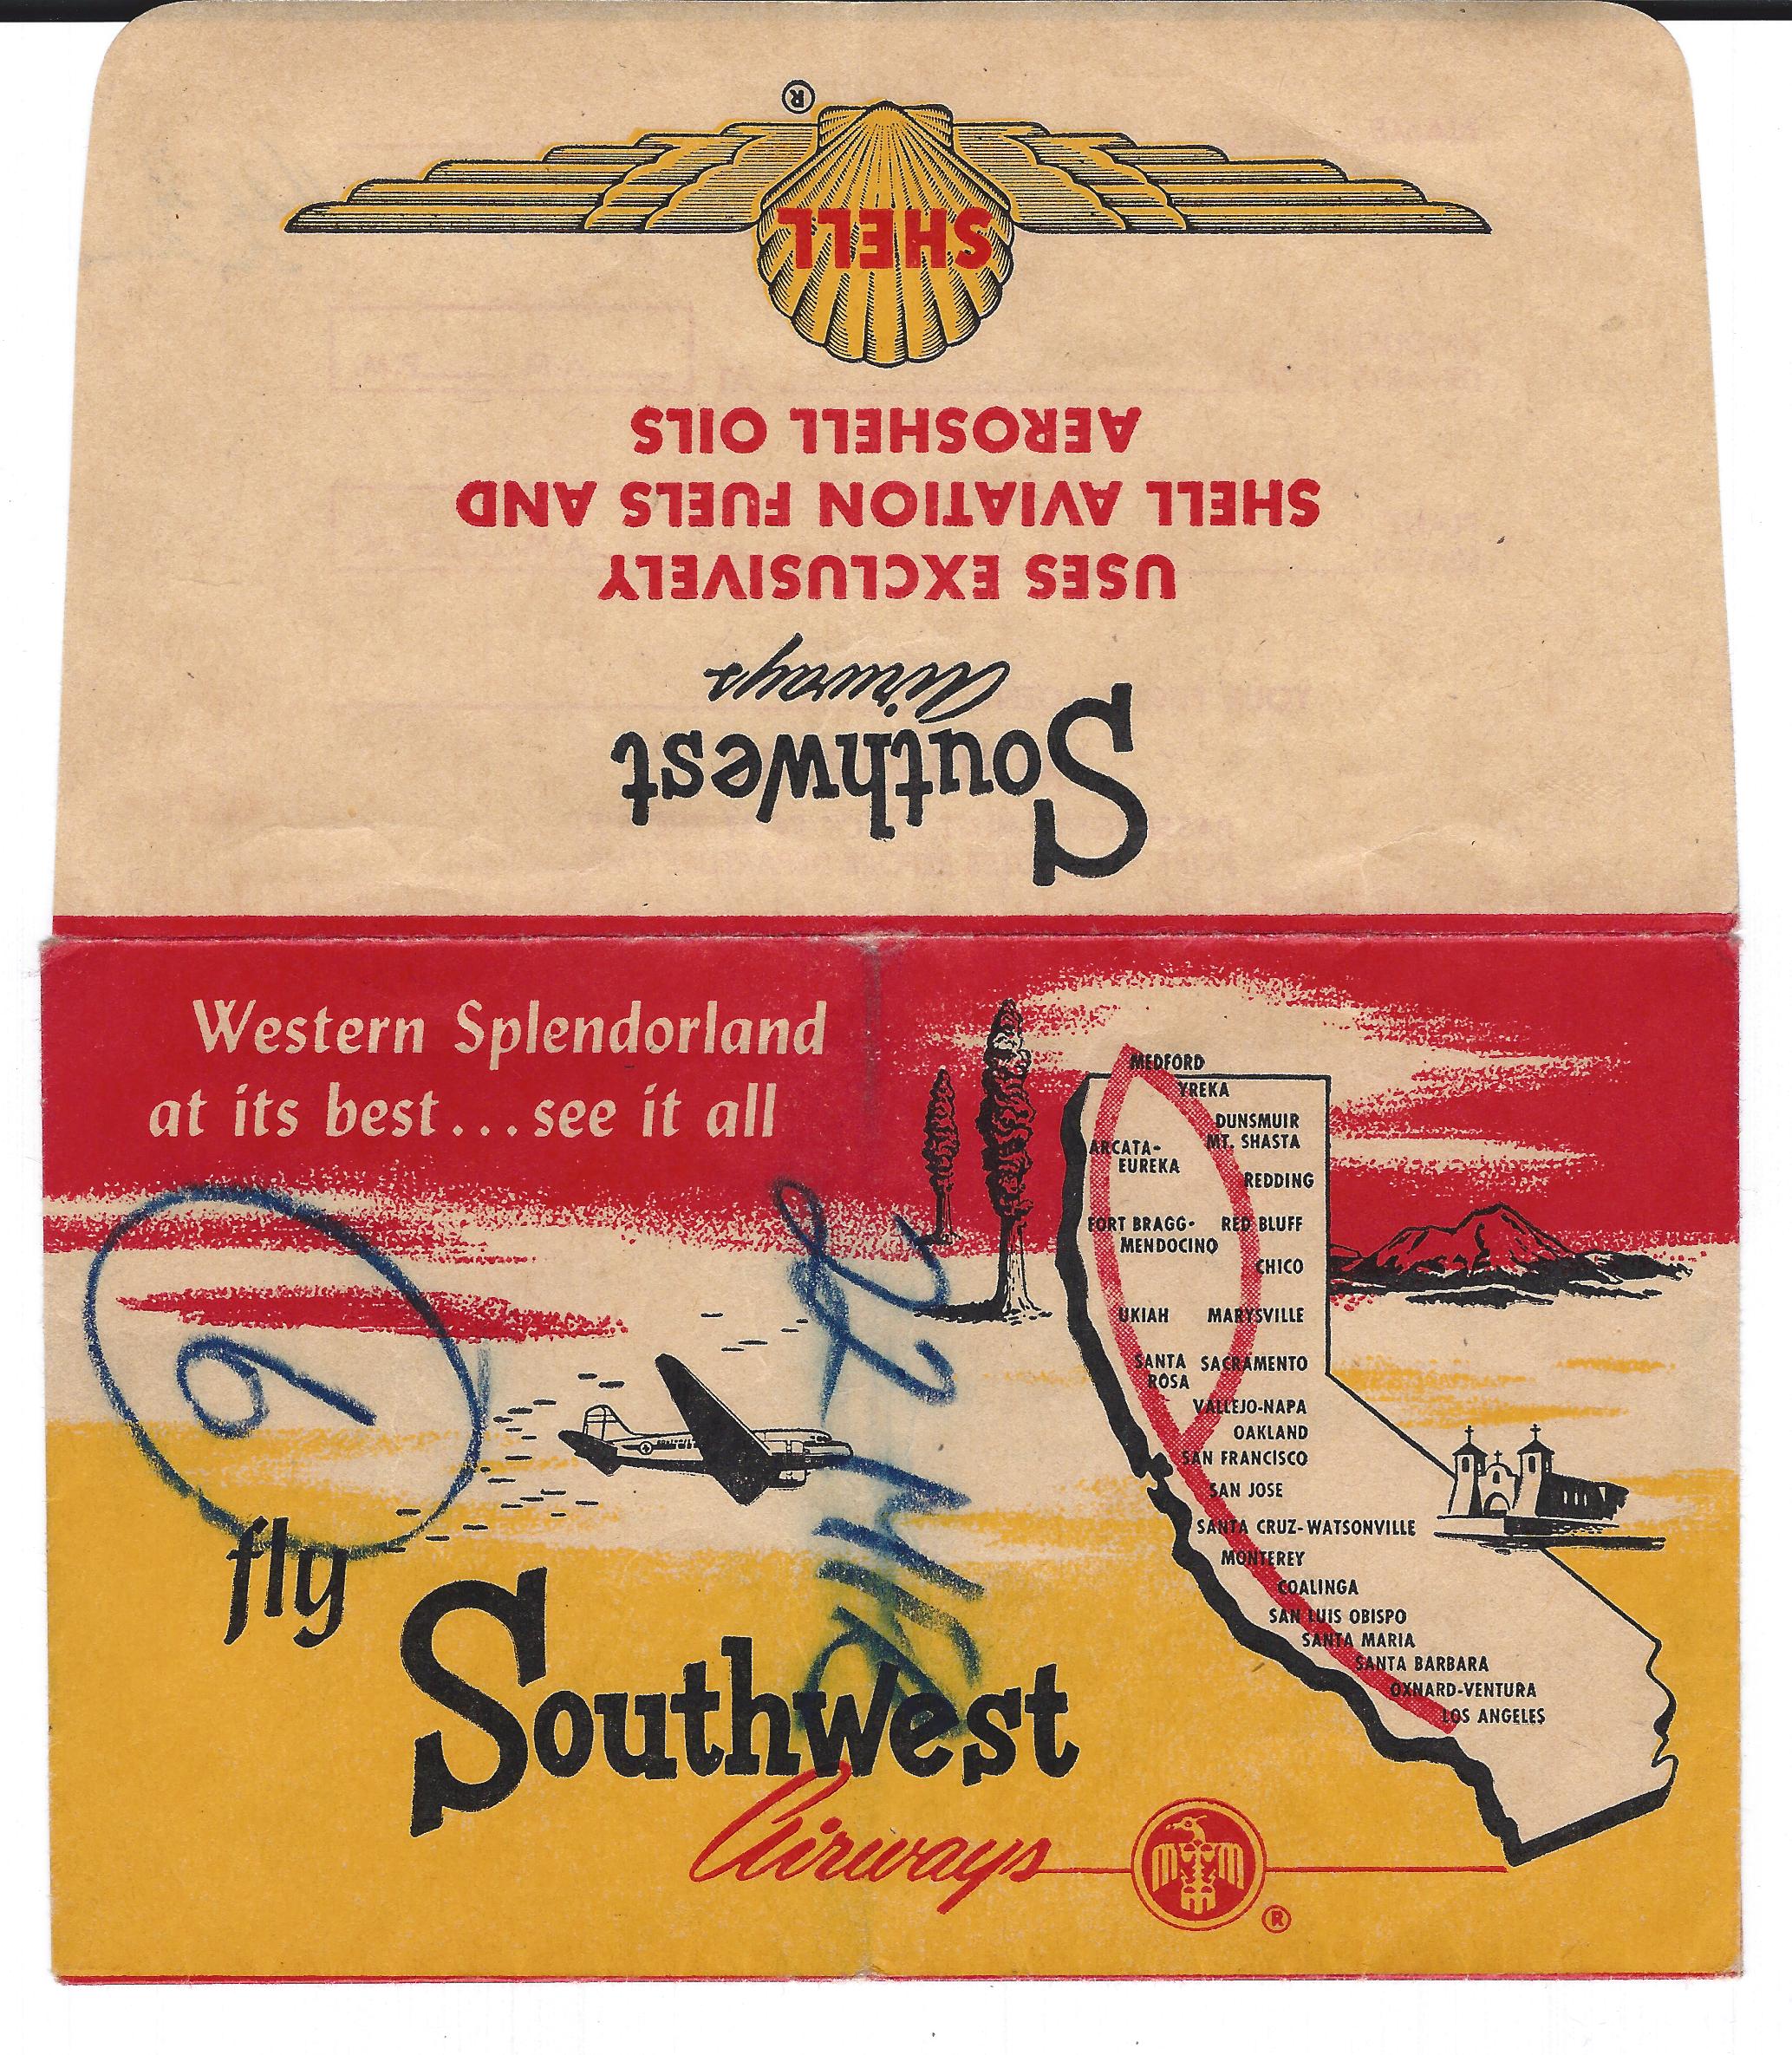 ®
SHELL
AEROSHELL OILS
SHELL AVIATION FUELS AND
USES EXCLUSIVELY
Airways
Southwest
Western Splendorland
at its best...see it all
MEDFORD
YREKA
DUNSMUIR
MT. SHASTA
ARCATA-
EUREKA
REDDING
FORT BRAGG-
MENDOCINO
RED BLUFF
CHICO
UKIAH
MARYSVILLE
SANTA
ROSA
SACRAMENTO
VALLEJO-NAPA
OAKLAND
SAN FRANCISCO
SAN JOSE
SANTA CRUZ-WATSONVILLE
MONTEREY
COALINGA
SAN LUIS OBISPO
SANTA MARIA
SANTA BARBARA
OXNARD-VENTURA
LOS ANGELES
fly
Southwest
Airways
®